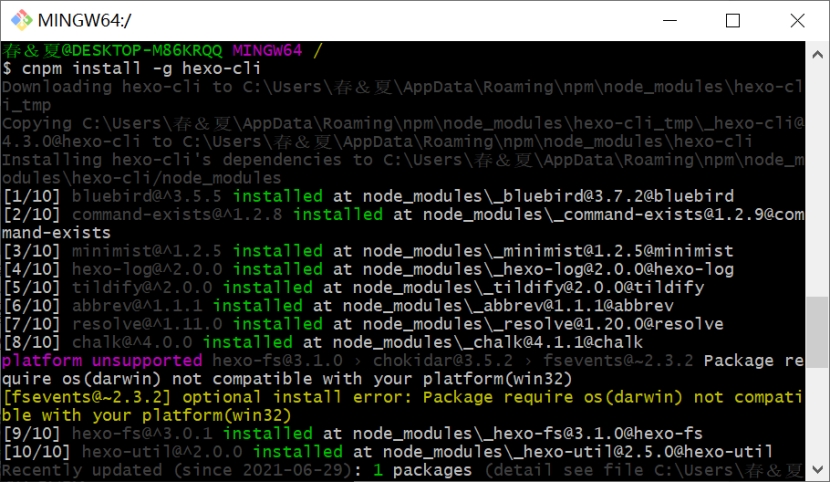 MINGW64:/
春＆夏@DESKTOP-M86KRQQ MINGW64 /
$ cnpm install -g hexo-cli
Downloading hexo-cli to C:\Users\春＆夏\AppData\Roaming\npm\node_modules\hexo-cl
i_tmp
Copying C:\Users\春＆夏\AppData\Roaming\npm\node_modules\hexo-cli_tmp\_hexo-cli@
4.3.0@hexo-cli to C:\Users\春＆夏\AppData\Roaming\npm\node_modules\hexo-cli
Installing hexo-cli's dependencies to C:\Users\春＆夏\AppData\Roaming\npm\node_m
odules\hexo-cli/node_modules
[1/10] bluebird@^3.5.5 installed at node_modules\_bluebird@3.7.2@bluebird
[2/10] command-exists@^1.2.8 installed at node_modules\_command-exists@1.2.9@com
mand-exists
[3/10] minimist@^1.2.5 installed at node_modules\_minimist@1.2.5@minimist
[4/10] hexo-log@^2.0.0 installed at node_modules\_hexo-log@2.0.0@hexo-log
[5/10] tildify@^2.0.0 installed at node_modules\_tildify@2.0.0@tildify
[6/10] abbrev@^1.1.1 installed at node_modules\_abbrev@1.1.1@abbrev
[7/10] resolve@^1.11.0 installed at node_modules\_resolve@1.20.0@resolve
[8/10] chalk@^4.0.0 installed at node_modules\_chalk@4.1.1@chalk
platform unsupported hexo-fs@3.1.0 › chokidar@3.5.2 › fsevents@~2.3.2 Package re
quire os(darwin) not compatible with your platform(win32)
[fsevents@~2.3.2] optional install error: Package require os(darwin) not compati
ble with your platform(win32)
[9/10] hexo-fs@^3.0.1 installed at node_modules\_hexo-fs@3.1.0@hexo-fs
[10/10] hexo-util@^2.0.0 installed at node_modules\_hexo-util@2.5.0@hexo-util
Recently updated (since 2021-06-29): 1 packages (detail see file C:\Users\春＆夏